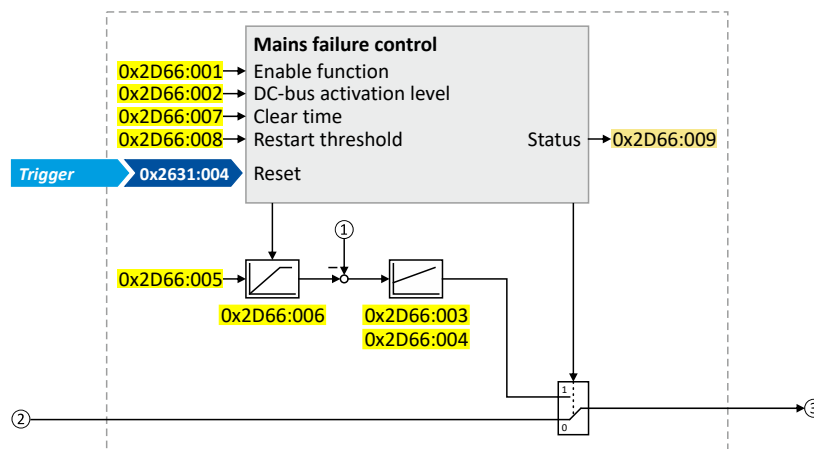 Mains failure control
0x2D66:001 Enable function
0x2D66:002 DC-bus activation level
0x2D66:007 Clear time
0x2D66:008 Restart threshold Status 0x2D66:009
Trigger 0x2631:004 Reset
1
−
0x2D66:005
0x2D66:006 0x2D66:003
0x2D66:004
1
2 3
0